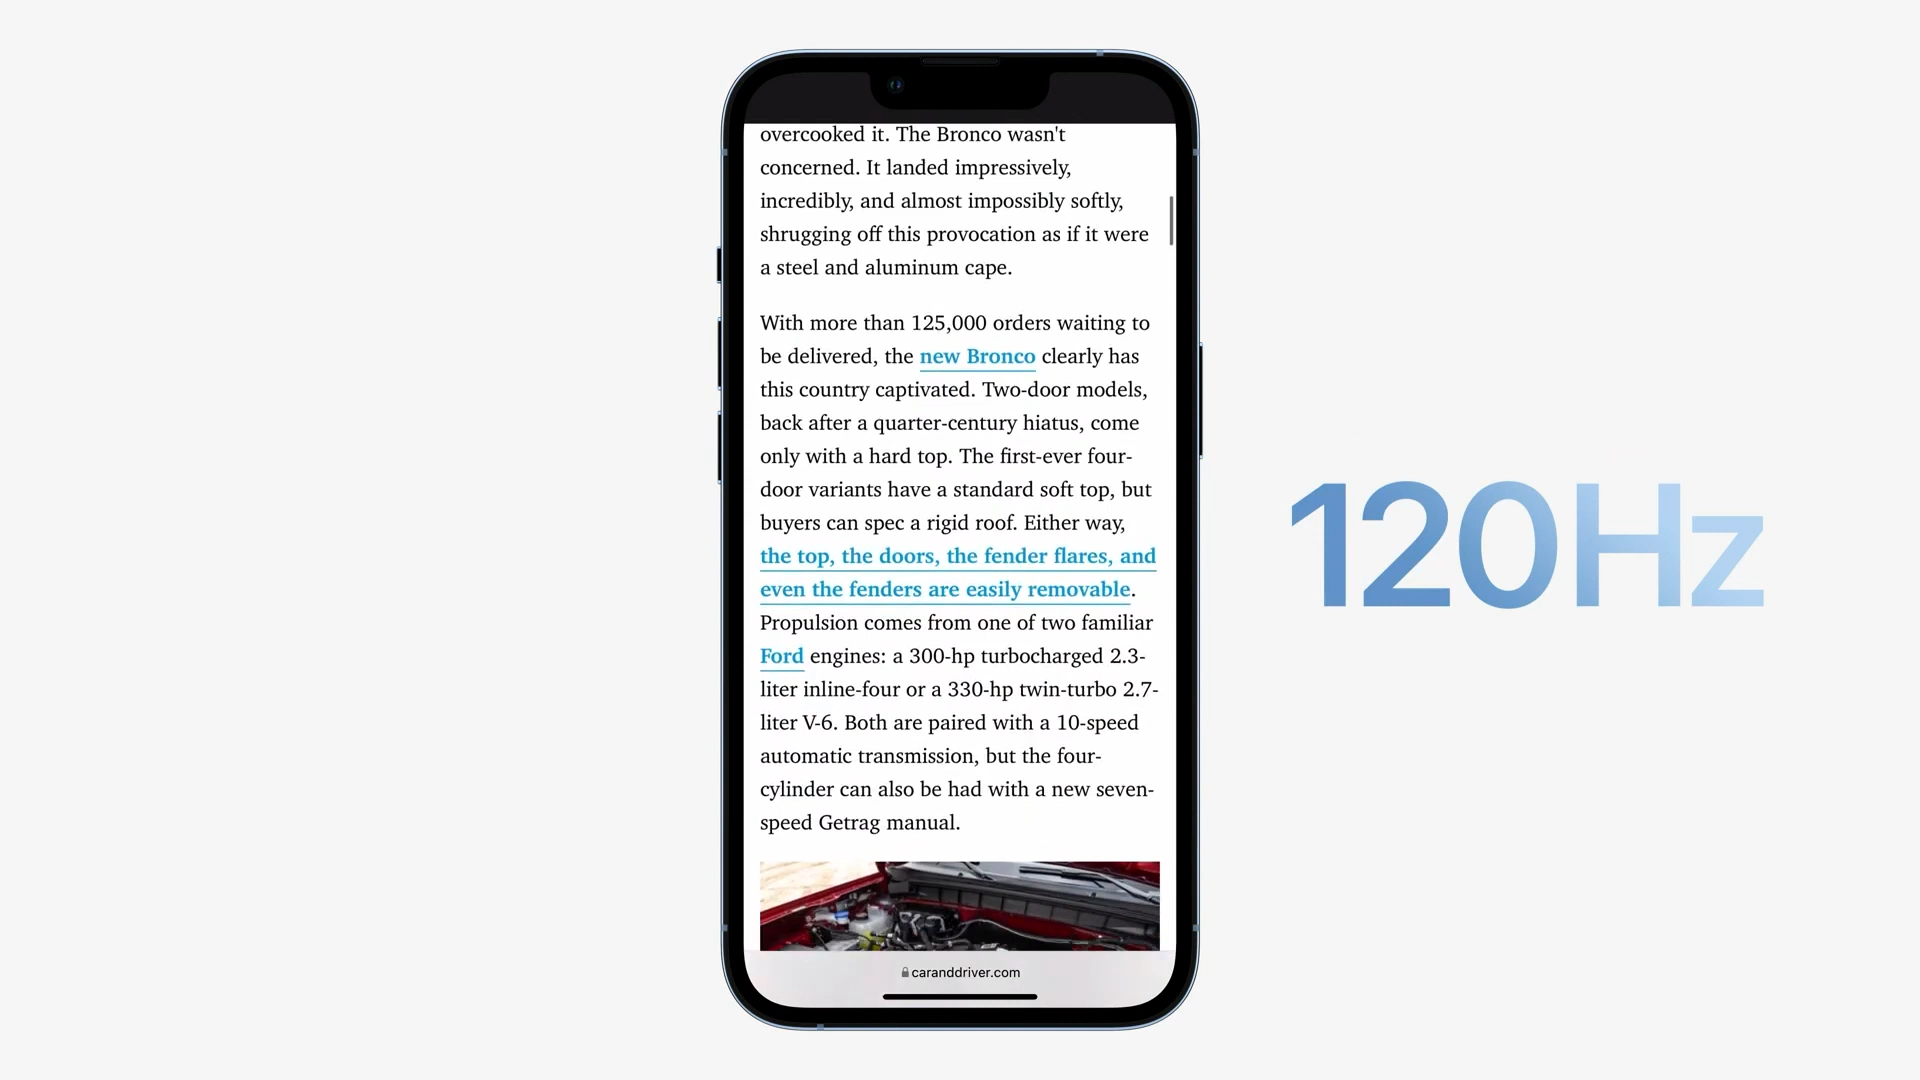 overcooked it. The Bronco wasn't
concerned. It landed impressively,
incredibly, and almost impossibly softly,
shrugging off this provocation as if it were
a steel and aluminum cape.
With more than 125,000 orders waiting to
be delivered, the new Bronco clearly has
this country captivated. Two-door models,
back after a quarter-century hiatus, come
only with a hard top. The first-ever four-
door variants have a standard soft top, but
buyers can spec a rigid roof. Either way,
the top, the doors, the fender flares, and
even the fenders are easily removable.
Propulsion comes from one of two familiar
Ford engines: a 300-hp turbocharged 2.3-
liter inline-four or a 330-hp twin-turbo 2.7-
liter V-6. Both are paired with a 10-speed
automatic transmission, but the four-
cylinder can also be had with a new seven-
speed Getrag manual.
caranddriver.com
120Hz